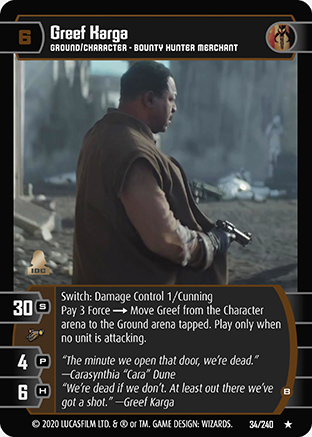 6 Greef Karga
GROUND/CHARACTER - BOUNTY HUNTER MERCHANT
IDC
30 S
Switch: Damage Control 1/Cunning
Pay 3 Force → Move Greef from the Character
arena to the Ground arena tapped. Play only when
no unit is attacking.
4 P
"The minute we open that door, we're dead."
—Carasynthia "Cara" Dune
6 H
"We're dead if we don't. At least out there we've
got a shot." —Greef Karga
B
© 2020 LUCASFILM LTD. & ® or TM. GAME DESIGN: WIZARDS. 34/240 ★